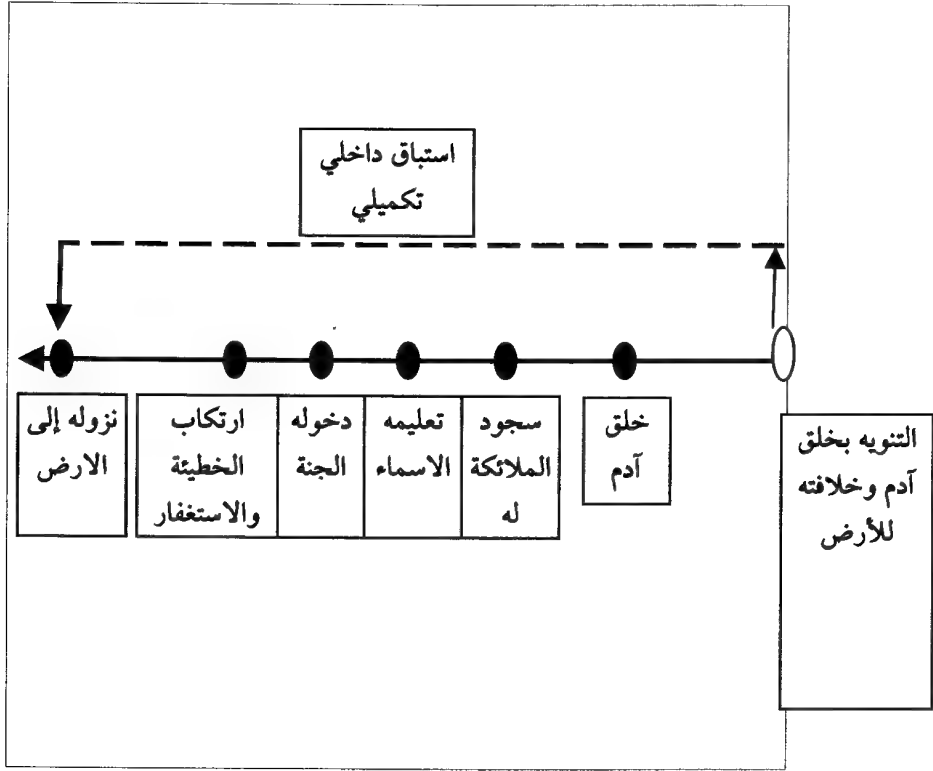 استباق داخلي
تكميلي
التنويه بخلق
آدم وخلافته
للأرض
خلق
آدم
سجود
الملائكة
له
تعليمه
الاسماء
دخوله
الجنة
ارتكاب
الخطيئة
والاستغفار
نزوله إلى
الارض